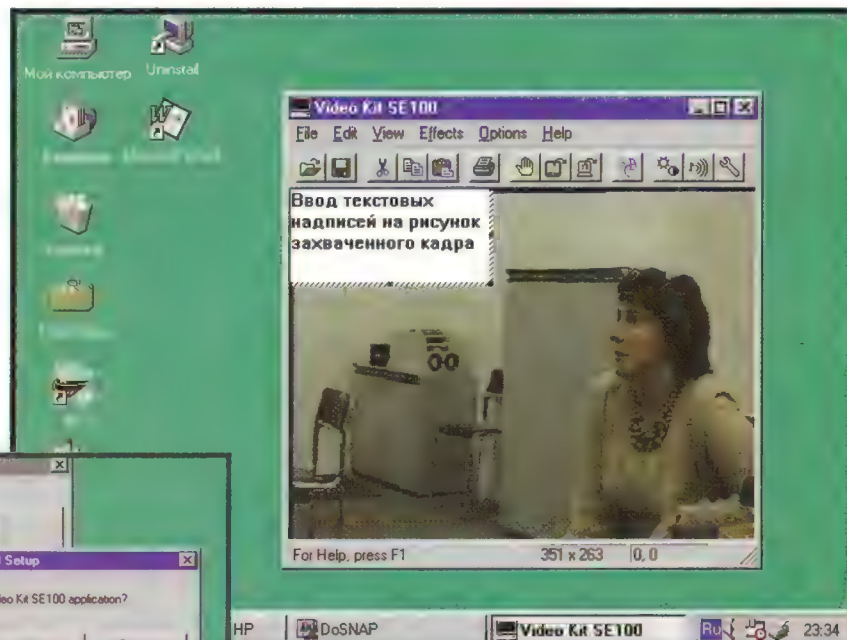 Мой компьютер
Uninstall
Video Kit SE100
File Edit View Effects Options Help
Ввод текстовых
надписей на рисунок
захваченного кадра
For Help, press F1
351 x 263
0, 0
Setup
Kit SE100 application?
HP
DoSNAP
Video Kit SE100
Ru
23:34